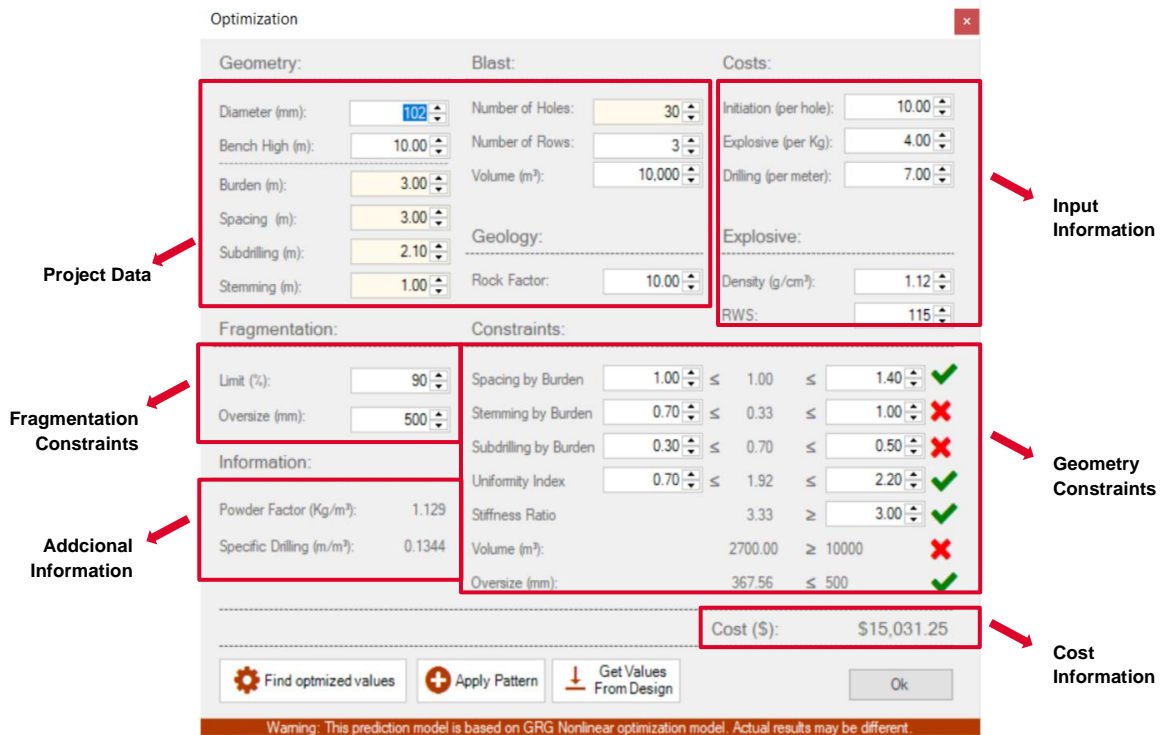 Optimization
Geometry: Blast: Costs:
Diameter (mm): 102 Number of Holes: 30 Initiation (per hole): 10.00
Bench High (m): 10.00 Number of Rows: 3 Explosive (per Kg): 4.00
Burden (m): 3.00 Volume (m³): 10,000 Drilling (per meter): 7.00
Spacing (m): 3.00
Input
Information
Subdrilling (m): 2.10 Geology: Explosive:
Project Data
Stemming (m): 1.00 Rock Factor: 10.00 Density (g/cm³): 1.12
RWS: 115
Fragmentation: Constraints:
Limit (%): 90 Spacing by Burden 1.00 ≤ 1.00 ≤ 1.40
Oversize (mm): 500 Stemming by Burden 0.70 ≤ 0.33 ≤ 1.00
Fragmentation
Constraints
Subdrilling by Burden 0.30 ≤ 0.70 ≤ 0.50
Information:
Geometry
Constraints
Uniformity Index 0.70 ≤ 1.92 ≤ 2.20
Powder Factor (Kg/m³): 1.129 Stiffness Ratio 3.33 ≥ 3.00
Specific Drilling (m/m³): 0.1344 Volume (m³): 2700.00 ≥ 10000
Addcional
Information
Oversize (mm): 367.56 ≤ 500
Cost ($): $15,031.25
Cost
Information
Find optmized values Apply Pattern Get Values
From Design Ok
Warning: This prediction model is based on GRG Nonlinear optimization model. Actual results may be different.